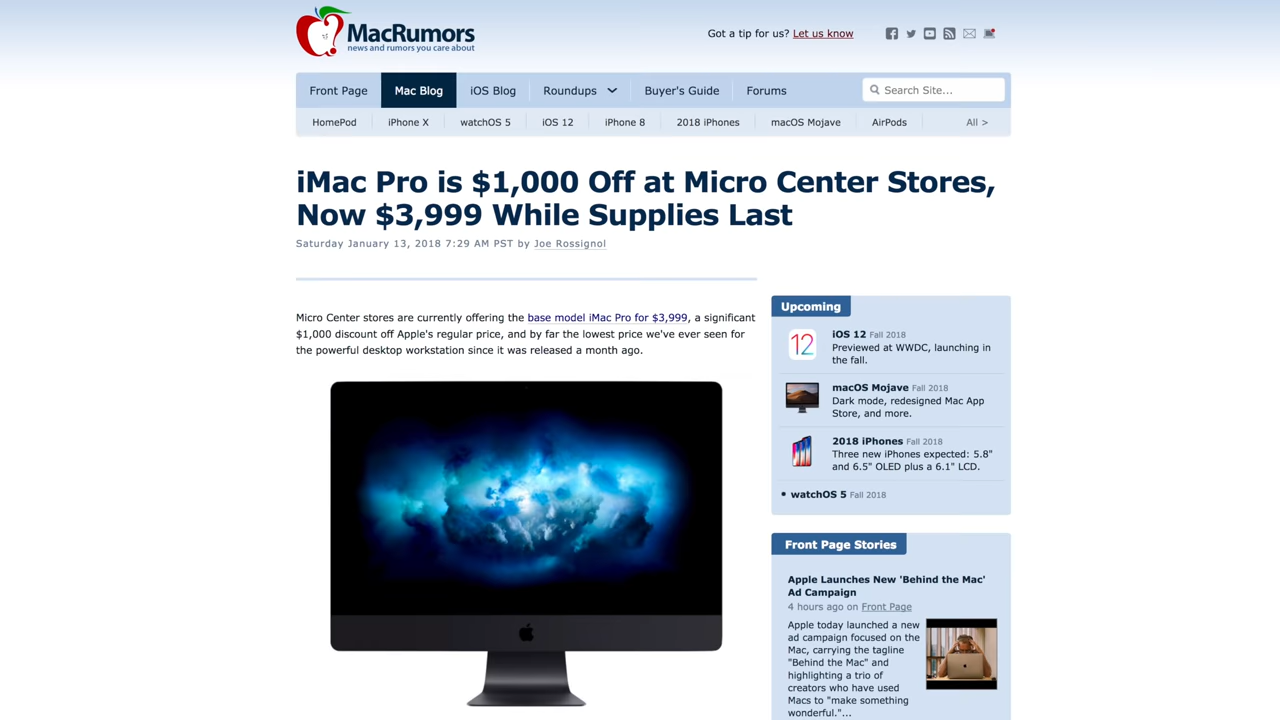 MacRumors
news and rumors you care about
Got a tip for us? Let us know
Front Page Mac Blog iOS Blog Roundups Buyer's Guide Forums Search Site...
HomePod iPhone X watchOS 5 iOS 12 iPhone 8 2018 iPhones macOS Mojave AirPods All >
iMac Pro is $1,000 Off at Micro Center Stores,
Now $3,999 While Supplies Last
Saturday January 13, 2018 7:29 AM PST by Joe Rossignol
Micro Center stores are currently offering the base model iMac Pro for $3,999, a significant
$1,000 discount off Apple's regular price, and by far the lowest price we've ever seen for
the powerful desktop workstation since it was released a month ago.
Upcoming
12
iOS 12 Fall 2018
Previewed at WWDC, launching in
the fall.
macOS Mojave Fall 2018
Dark mode, redesigned Mac App
Store, and more.
2018 iPhones Fall 2018
Three new iPhones expected: 5.8"
and 6.5" OLED plus a 6.1" LCD.
• watchOS 5 Fall 2018
Front Page Stories
Apple Launches New 'Behind the Mac'
Ad Campaign
4 hours ago on Front Page
Apple today launched a new
ad campaign focused on the
Mac, carrying the tagline
"Behind the Mac" and
highlighting a trio of
creators who have used
Macs to "make something
wonderful."...